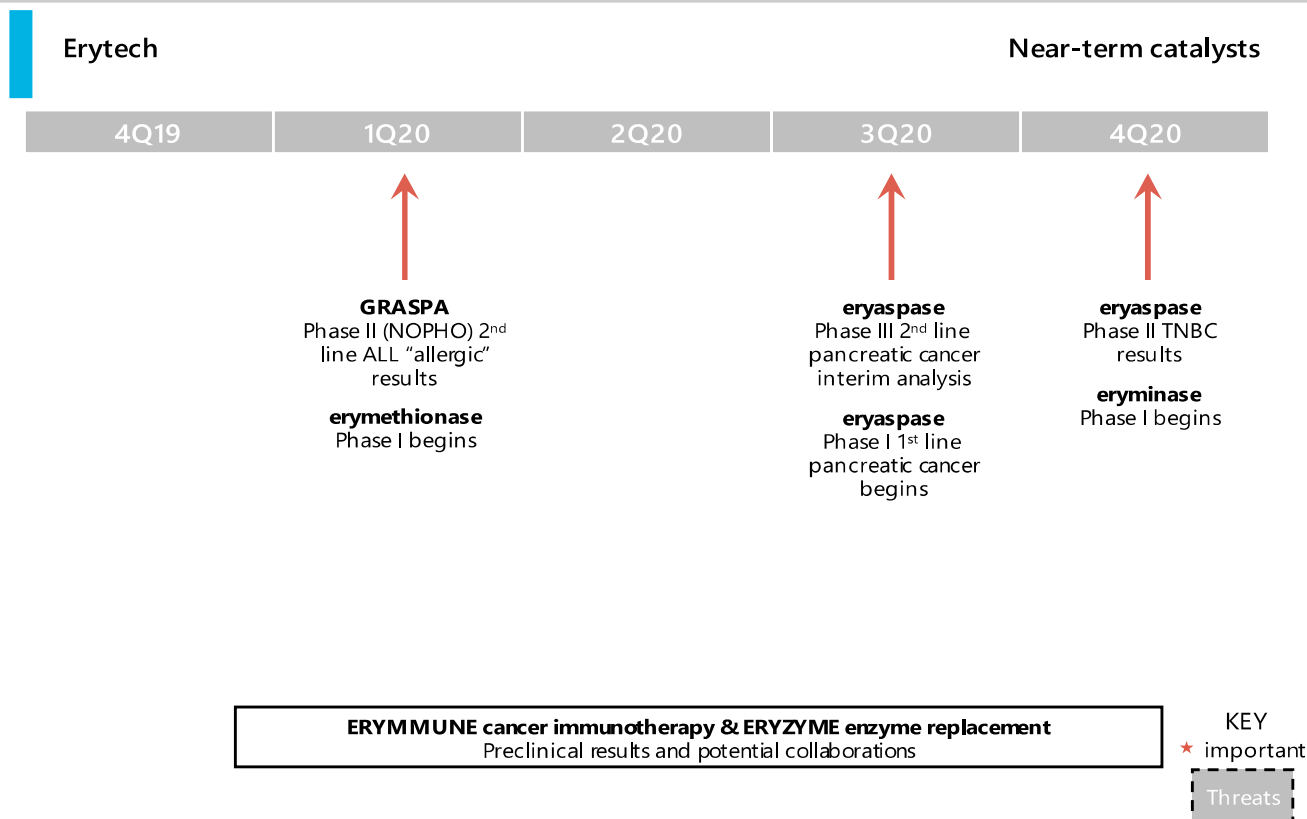 Erytech
Near-term catalysts
4Q19
1Q20
2Q20
3Q20
4Q20
GRASPA
Phase II (NOPHO) 2nd
line ALL “allergic”
results
erymethionase
Phase I begins
eryaspase
Phase III 2nd line
pancreatic cancer
interim analysis
eryaspase
Phase I 1st line
pancreatic cancer
begins
eryaspase
Phase II TNBC
results
eryminase
Phase I begins
ERYMMUNE cancer immunotherapy & ERYZYME enzyme replacement
Preclinical results and potential collaborations
KEY
important
Threats